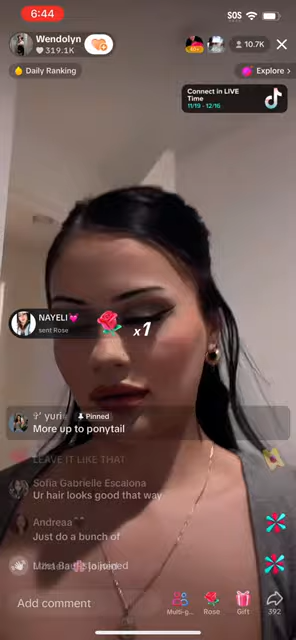 6:44
SOS
Wendolyn
319.1K
10.7K
Daily Ranking
Explore >
Connect in LIVE
Time
11/19 - 12/16
NAYELI
sent Rose
x1
yuri
Pinned
More up to ponytail
LEAVE IT LIKE THAT
Sofia Gabrielle Escalona
Ur hair looks good that way
Andreaa
Just do a bunch of
joined
Add comment
Multi-g...
Rose
Gift
392